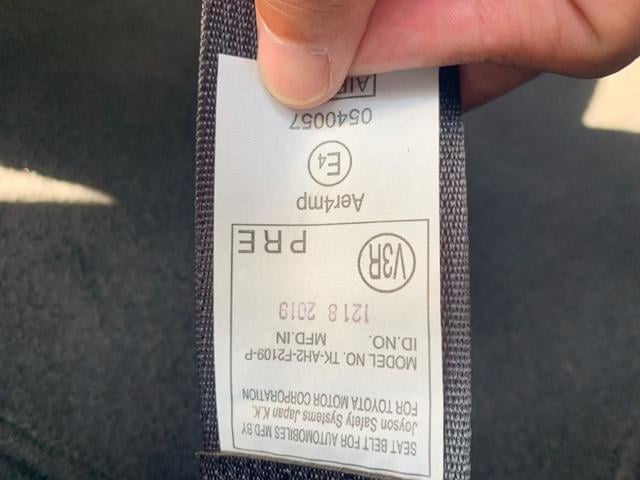 SEAT BELT FOR AUTOMOBILES MFD.BY
Joyson Safety Systems Japan K.K.
FOR TOYOTA MOTOR CORPORATION
MODEL NO. TK-AH2-F2109-P
ID.NO. MFD.IN
1218 2019
V3R PRE
Aer4mp
E4
0540057